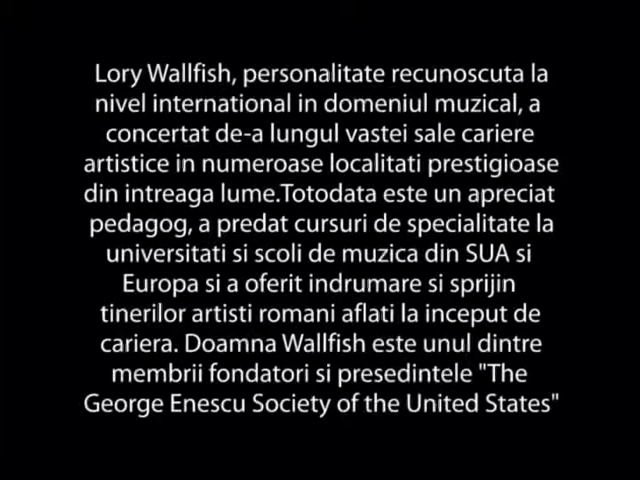 Lory Wallfish, personalitate recunoscuta la
nivel international in domeniul muzical, a
concertat de-a lungul vastei sale cariere
artistice in numeroase localitati prestigioase
din intreaga lume.Totodata este un apreciat
pedagog, a predat cursuri de specialitate la
universitati si scoli de muzica din SUA si
Europa si a oferit indrumare si sprijin
tinerilor artisti romani aflati la inceput de
cariera. Doamna Wallfish este unul dintre
membrii fondatori si presedintele "The
George Enescu Society of the United States"